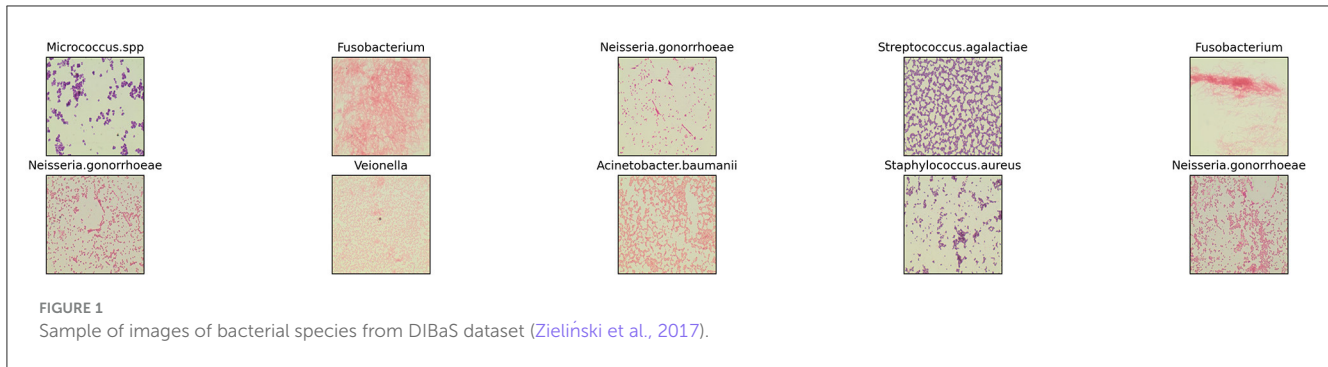 Micrococcus.spp
Fusobacterium
Neisseria.gonorrhoeae
Streptococcus.agalactiae
Fusobacterium
Neisseria.gonorrhoeae
Veionella
Acinetobacter.baumanii
Staphylococcus.aureus
Neisseria.gonorrhoeae
FIGURE 1
Sample of images of bacterial species from DIBaS dataset (Zieliński et al., 2017).